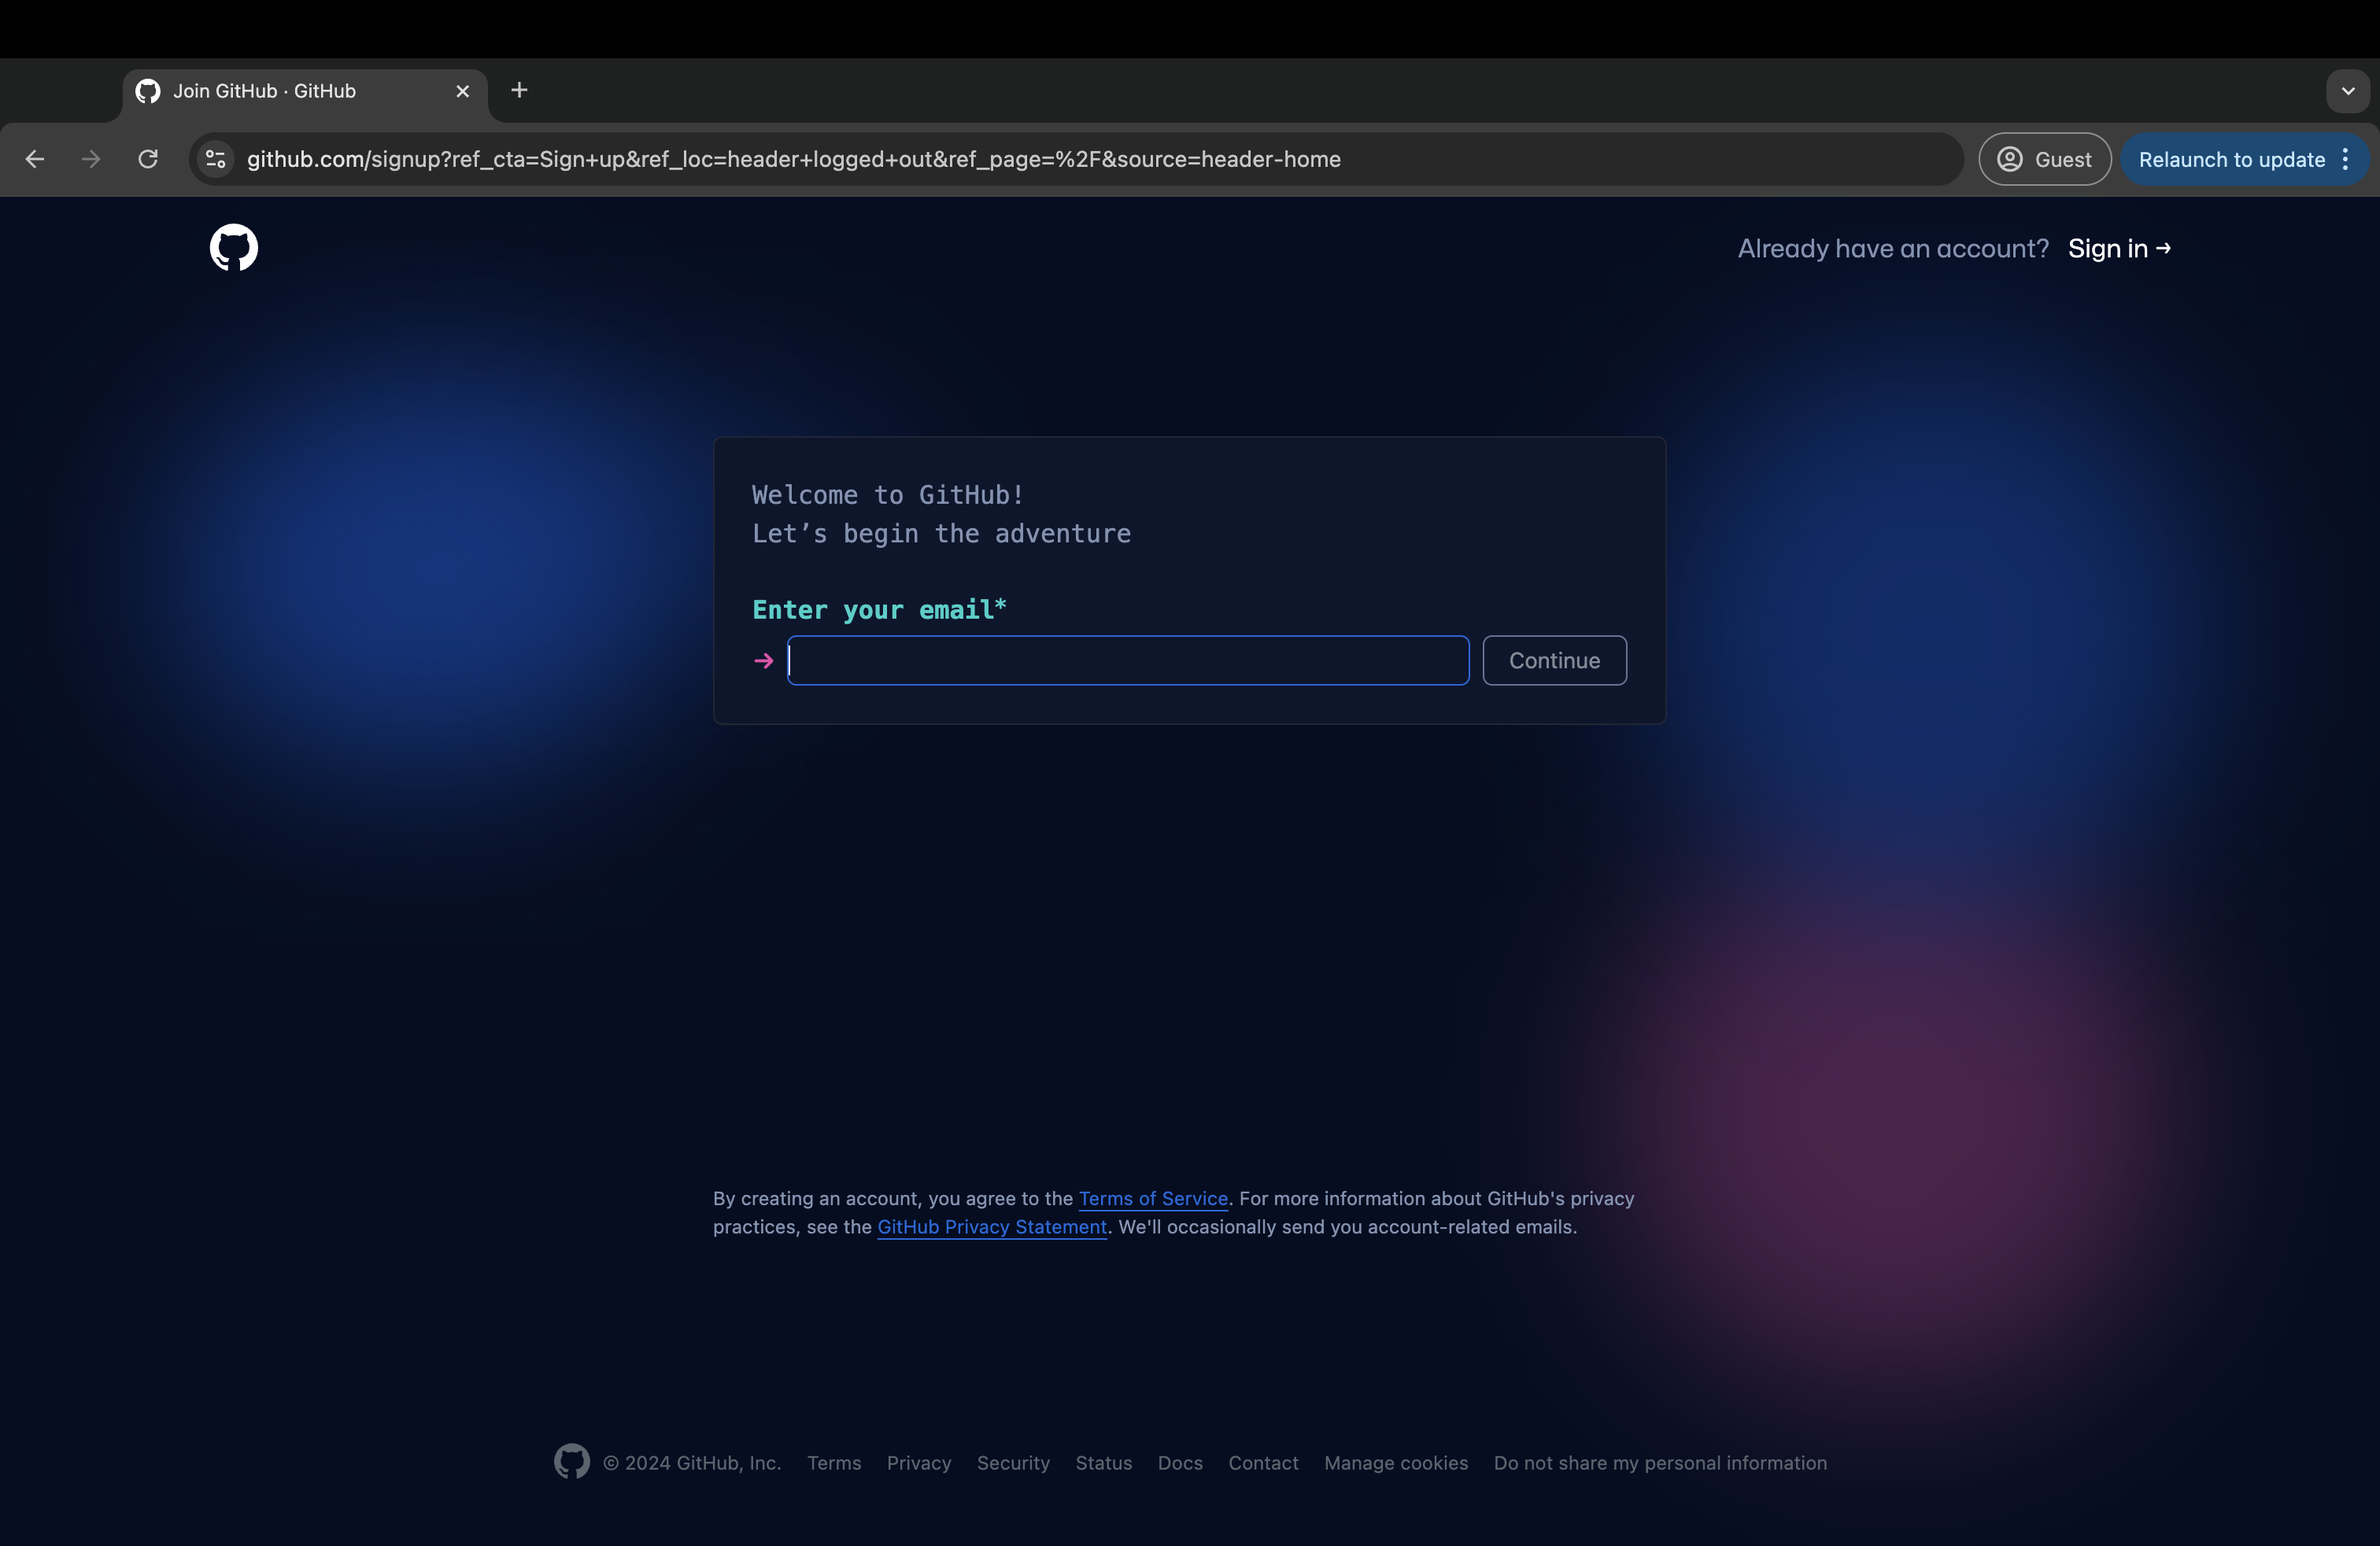 Join GitHub · GitHub
github.com/signup?ref_cta=Sign+up&ref_loc=header+logged+out&ref_page=%2F&source=header-home
Guest
Relaunch to update
Already have an account? Sign in →
Welcome to GitHub!
Let’s begin the adventure
Enter your email*
→
Continue
By creating an account, you agree to the Terms of Service. For more information about GitHub's privacy
practices, see the GitHub Privacy Statement. We'll occasionally send you account-related emails.
© 2024 GitHub, Inc. Terms Privacy Security Status Docs Contact Manage cookies Do not share my personal information